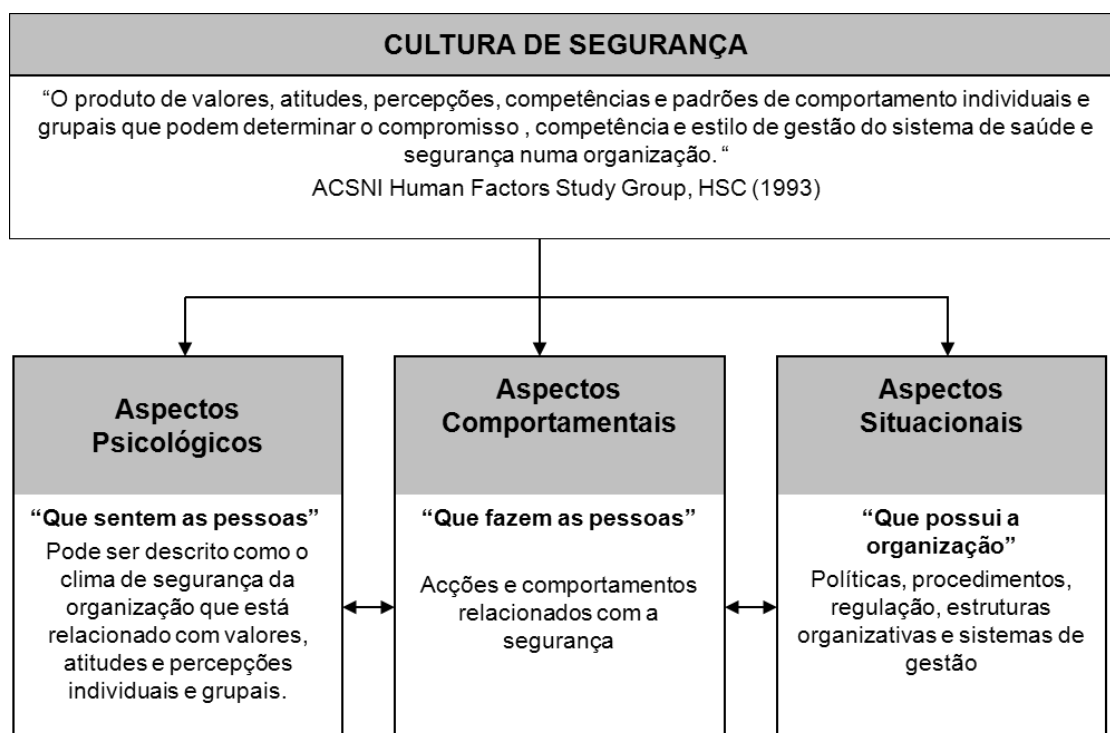 CULTURA DE SEGURANÇA
“O produto de valores, atitudes, percepções, competências e padrões de comportamento individuais e
grupais que podem determinar o compromisso , competência e estilo de gestão do sistema de saúde e
segurança numa organização. “
ACSNI Human Factors Study Group, HSC (1993)
Aspectos
Psicológicos
“Que sentem as pessoas”
Pode ser descrito como o
clima de segurança da
organização que está
relacionado com valores,
atitudes e percepções
individuais e grupais.
Aspectos
Comportamentais
“Que fazem as pessoas”
Acções e comportamentos
relacionados com a
segurança
Aspectos
Situacionais
“Que possui a
organização”
Políticas, procedimentos,
regulação, estruturas
organizativas e sistemas de
gestão